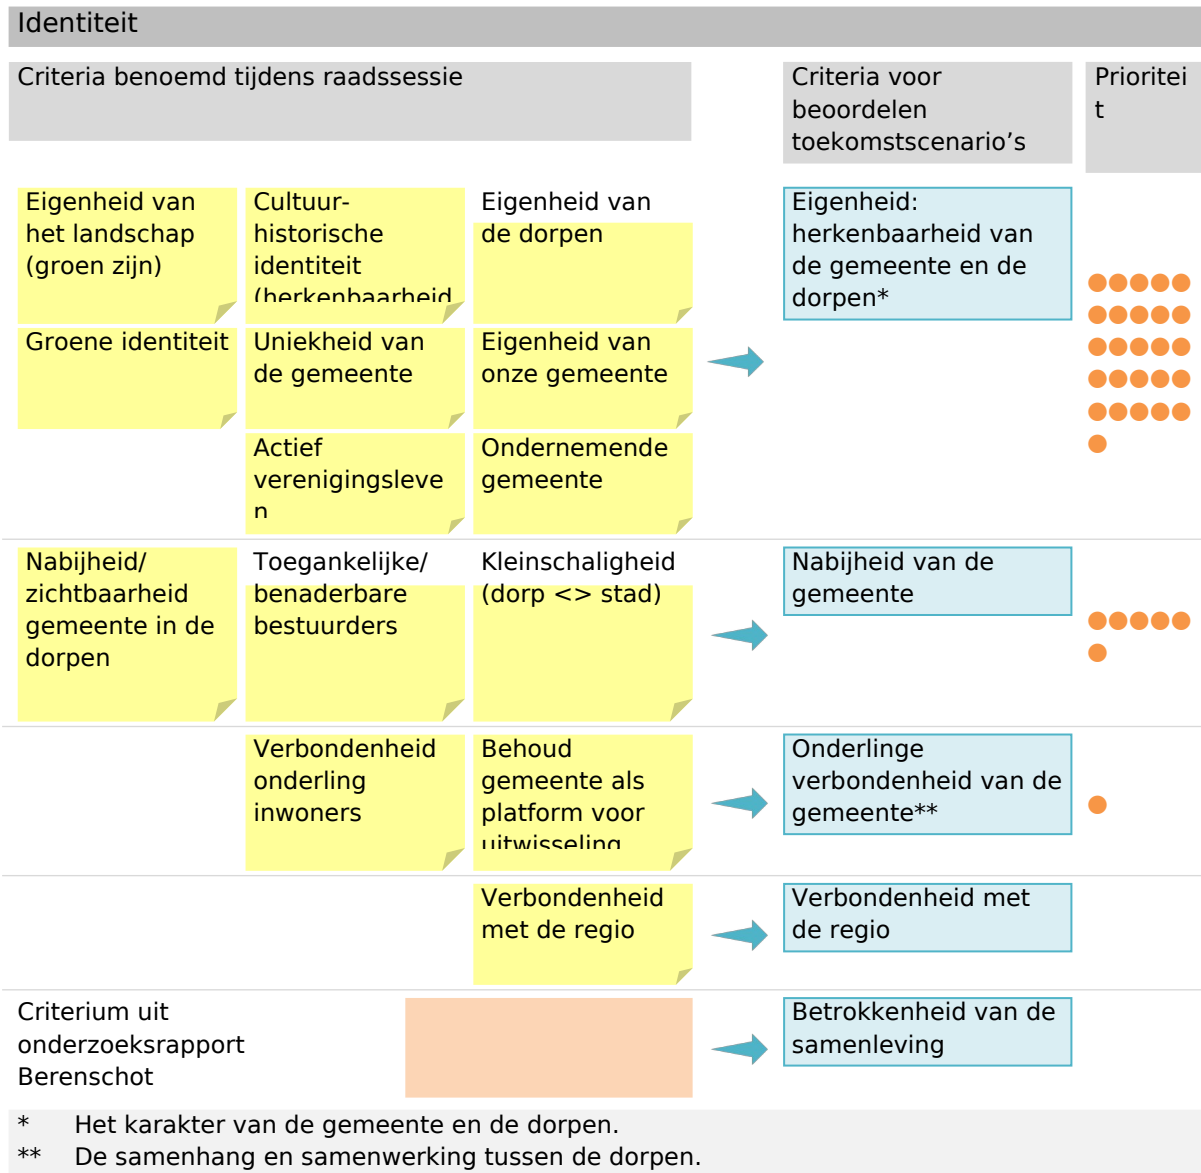 Identiteit
Criteria benoemd tijdens raadssessie
Criteria voor
beoordelen
toekomstscenario’s
Prioritei
t
Eigenheid van
het landschap
(groen zijn)
Cultuur-
historische
identiteit
(herkenbaarheid
Eigenheid van
de dorpen
Eigenheid:
herkenbaarheid van
de gemeente en de
dorpen*
Groene identiteit
Uniekheid van
de gemeente
Eigenheid van
onze gemeente
Actief
verenigingsleve
n
Ondernemende
gemeente
Nabijheid/
zichtbaarheid
gemeente in de
dorpen
Toegankelijke/
benaderbare
bestuurders
Kleinschaligheid
(dorp <> stad)
Nabijheid van de
gemeente
Verbondenheid
onderling
inwoners
Behoud
gemeente als
platform voor
uitwisseling
Onderlinge
verbondenheid van de
gemeente**
Verbondenheid
met de regio
Verbondenheid met
de regio
Criterium uit
onderzoeksrapport
Berenschot
Betrokkenheid van de
samenleving
* Het karakter van de gemeente en de dorpen.
** De samenhang en samenwerking tussen de dorpen.